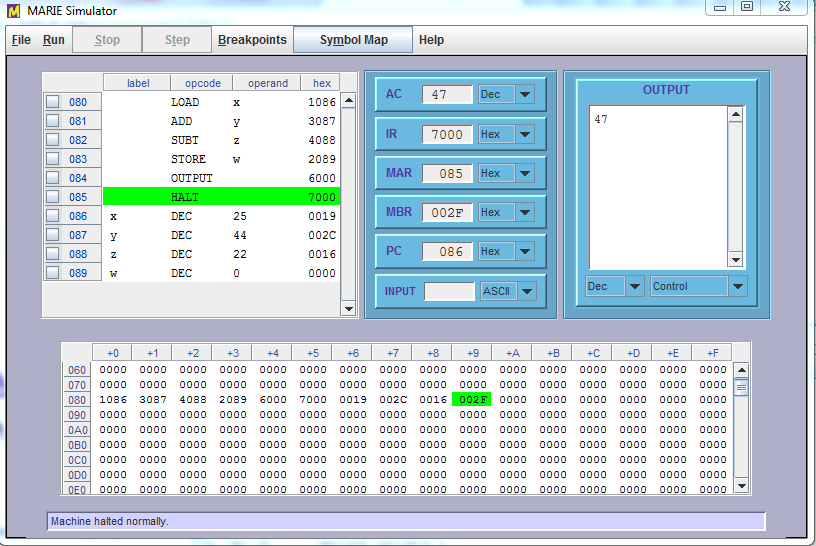 MARIE Simulator
File Run Stop Step Breakpoints Symbol Map Help
label opcode operand hex
080 LOAD x 1086
081 ADD y 3087
082 SUBT z 4088
083 STORE w 2089
084 OUTPUT 6000
085 HALT 7000
086 x DEC 25 0019
087 y DEC 44 002C
088 z DEC 22 0016
089 w DEC 0 0000
AC 47 Dec
IR 7000 Hex
MAR 085 Hex
MBR 002F Hex
PC 086 Hex
INPUT ASCII
OUTPUT
47
Dec Control
+0 +1 +2 +3 +4 +5 +6 +7 +8 +9 +A +B +C +D +E +F
060 0000 0000 0000 0000 0000 0000 0000 0000 0000 0000 0000 0000 0000 0000 0000 0000
070 0000 0000 0000 0000 0000 0000 0000 0000 0000 0000 0000 0000 0000 0000 0000 0000
080 1086 3087 4088 2089 6000 7000 0019 002C 0016 002F 0000 0000 0000 0000 0000 0000
090 0000 0000 0000 0000 0000 0000 0000 0000 0000 0000 0000 0000 0000 0000 0000 0000
0A0 0000 0000 0000 0000 0000 0000 0000 0000 0000 0000 0000 0000 0000 0000 0000 0000
0B0 0000 0000 0000 0000 0000 0000 0000 0000 0000 0000 0000 0000 0000 0000 0000 0000
0C0 0000 0000 0000 0000 0000 0000 0000 0000 0000 0000 0000 0000 0000 0000 0000 0000
0D0 0000 0000 0000 0000 0000 0000 0000 0000 0000 0000 0000 0000 0000 0000 0000 0000
0E0 0000 0000 0000 0000 0000 0000 0000 0000 0000 0000 0000 0000 0000 0000 0000 0000
Machine halted normally.